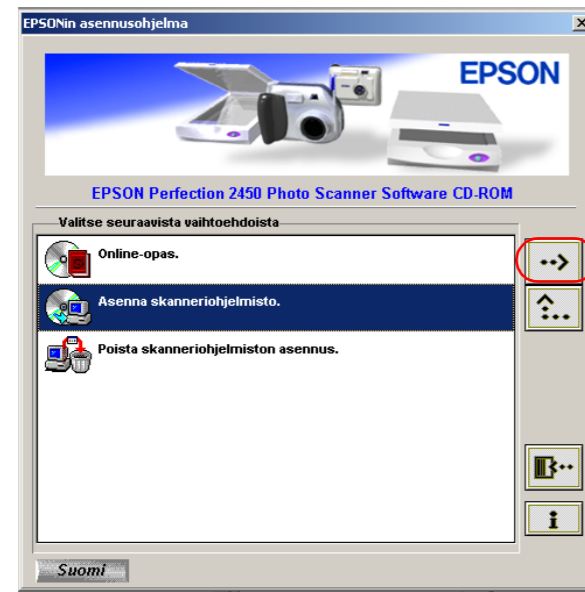 EPSONin asennusohjelma
EPSON
EPSON Perfection 2450 Photo Scanner Software CD-ROM
Valitse seuraavista vaihtoehdoista
Online-opas.
Asenna skanneriohjelmisto.
Poista skanneriohjelmiston asennus.
Suomi